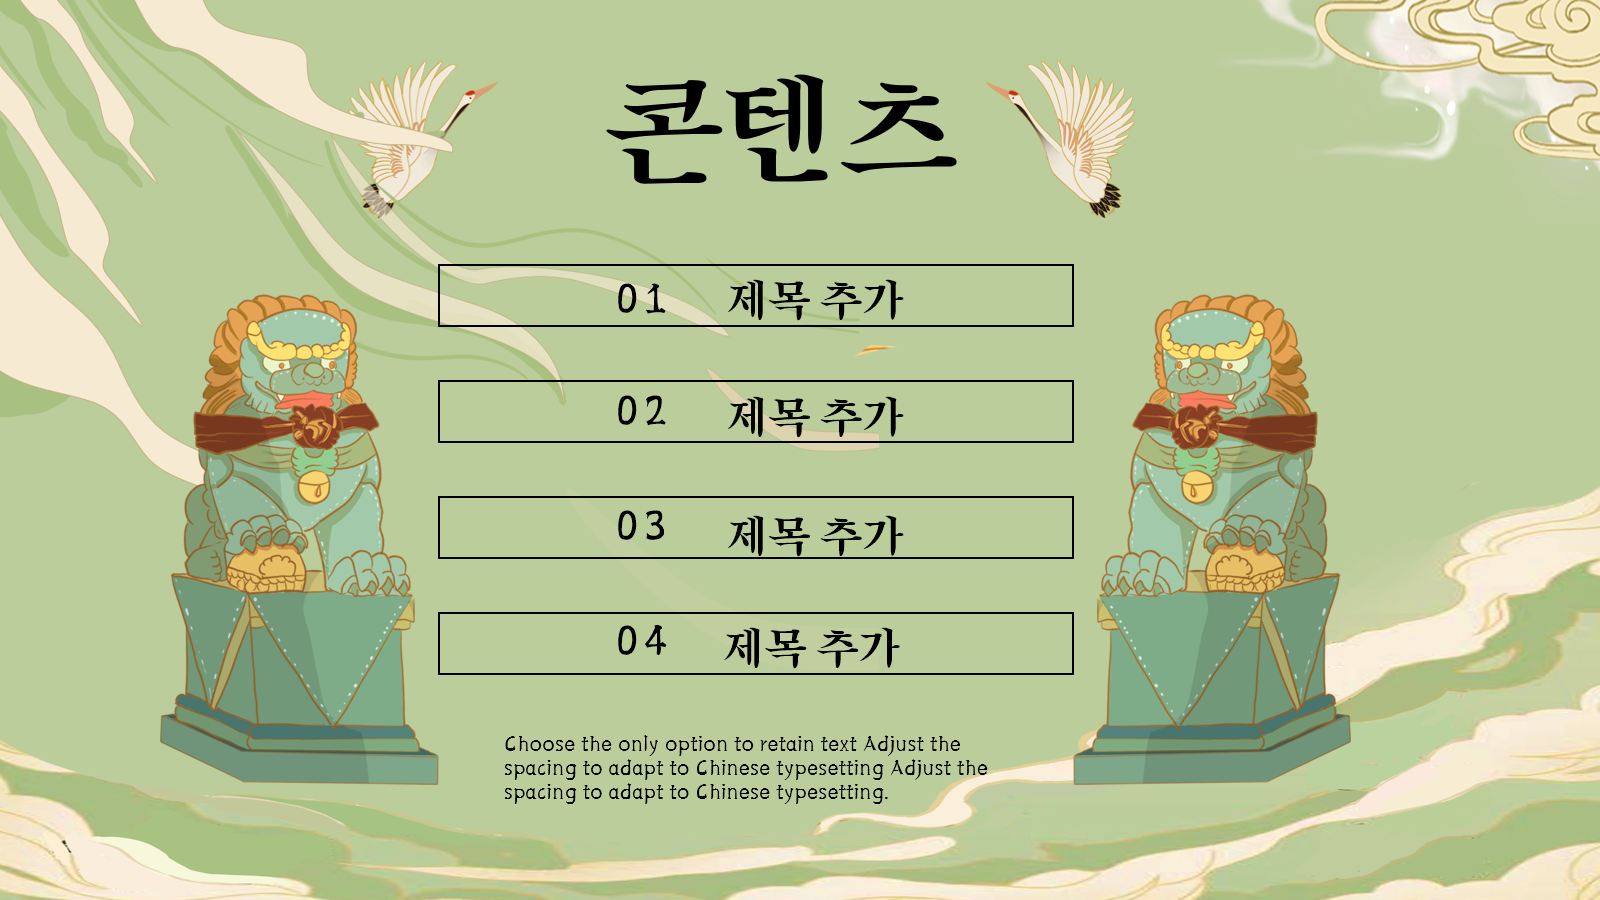 콘텐츠
01 제목 추가
02 제목 추가
03 제목 추가
04 제목 추가
Choose the only option to retain text Adjust the
spacing to adapt to Chinese typesetting Adjust the
spacing to adapt to Chinese typesetting.